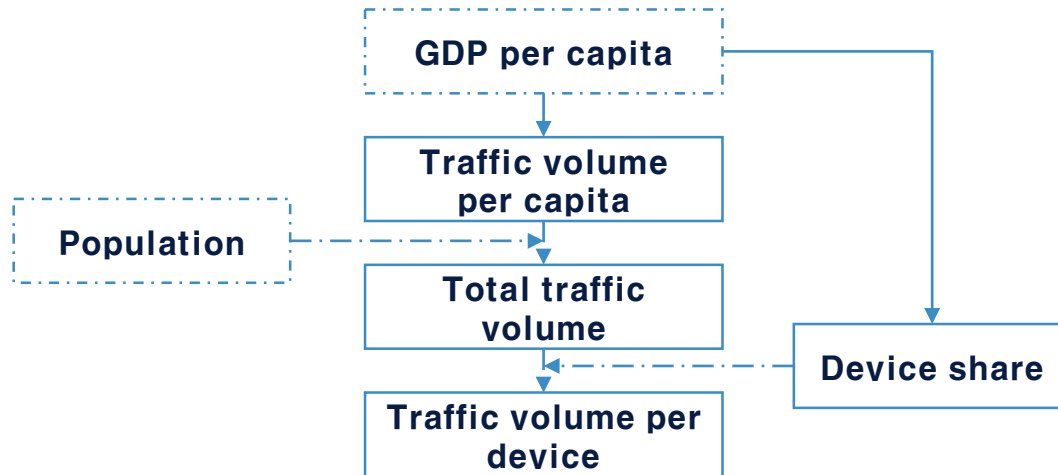 GDP per capita
Traffic volume
per capita
Population
Total traffic
volume
Device share
Traffic volume per
device